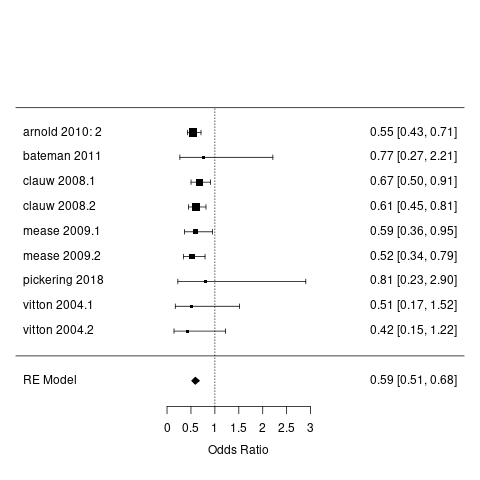 arnold 2010: 2 0.55 [0.43, 0.71]
bateman 2011 0.77 [0.27, 2.21]
clauw 2008.1 0.67 [0.50, 0.91]
clauw 2008.2 0.61 [0.45, 0.81]
mease 2009.1 0.59 [0.36, 0.95]
mease 2009.2 0.52 [0.34, 0.79]
pickering 2018 0.81 [0.23, 2.90]
vitton 2004.1 0.51 [0.17, 1.52]
vitton 2004.2 0.42 [0.15, 1.22]
RE Model 0.59 [0.51, 0.68]
0 0.5 1 1.5 2 2.5 3
Odds Ratio